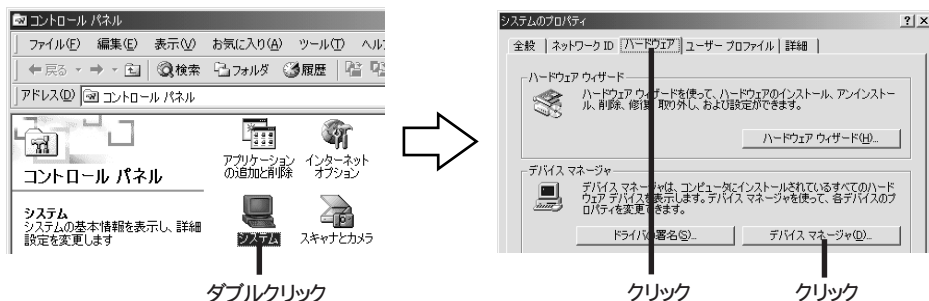 コントロール パネル
ファイル(F) 編集(E) 表示(V) お気に入り(A) ツール(T)
戻る 検索 フォルダ 履歴
アドレス(D) コントロール パネル
コントロール パネル
システム
システムの基本情報を表示し、詳細
設定を変更します
アプリケーション
の追加と削除
インターネット
オプション
システム
スキャナとカメラ
ダブルクリック
システムのプロパティ
全般 ネットワーク ID ハードウェア ユーザー プロファイル 詳細
ハードウェア ウィザード
ハードウェア ウィザードを使って、ハードウェアのインストール、アンインストー
ル、削除、修復、取り外し、および設定ができます。
ハードウェア ウィザード(H)...
デバイス マネージャ
デバイス マネージャは、コンピュータにインストールされているすべてのハード
ウェア デバイスを表示します。デバイス マネージャを使って、各デバイスのプ
ロパティを変更できます。
ドライバの署名(S)...
デバイス マネージャ(D)...
クリック
クリック